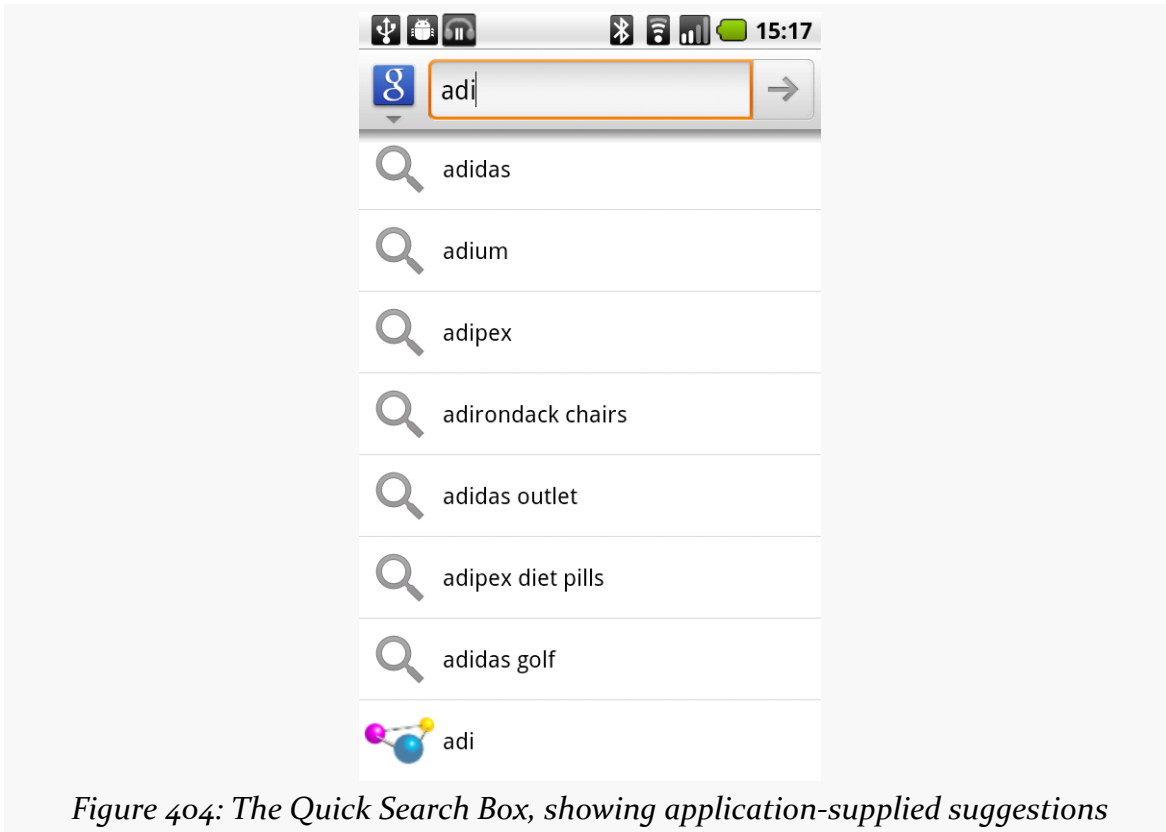 15:17
g adi
adidas
adium
adipex
adirondack chairs
adidas outlet
adipex diet pills
adidas golf
adi
Figure 404: The Quick Search Box, showing application-supplied suggestions